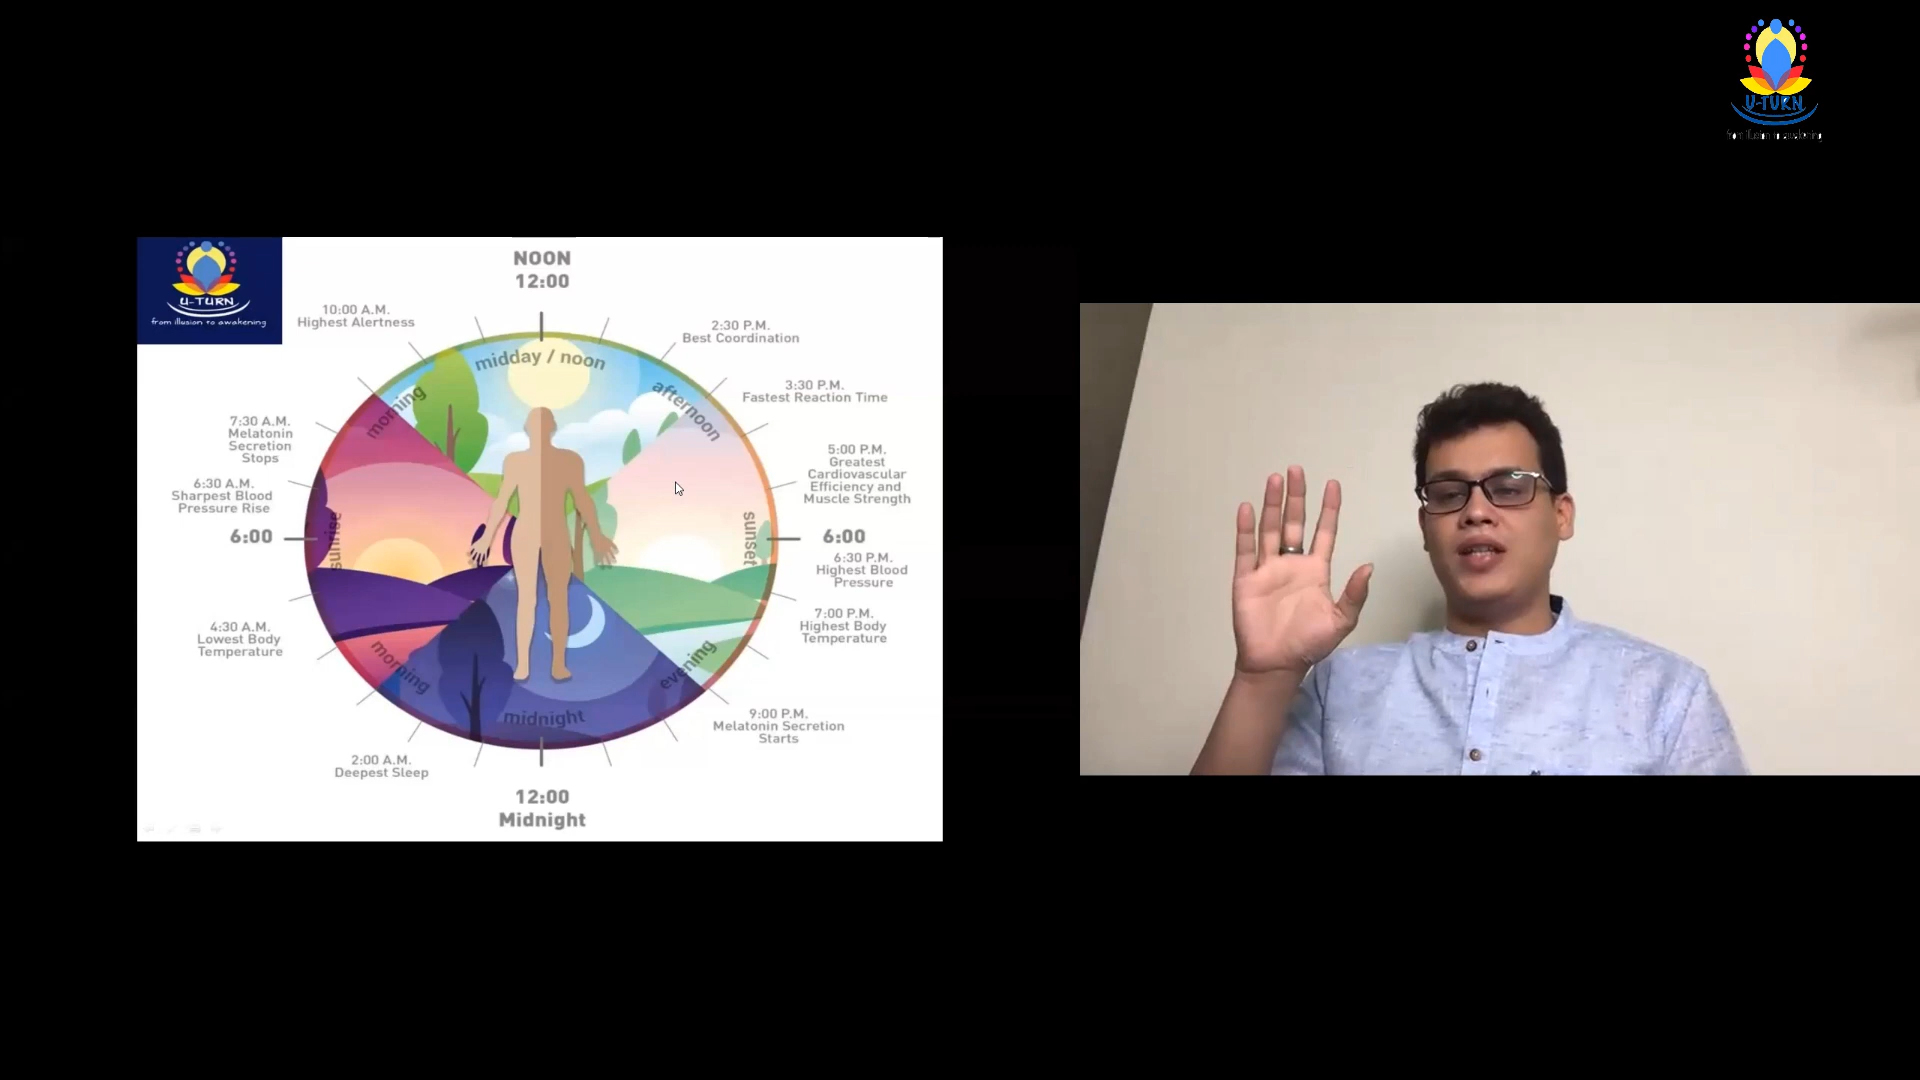 U-TURN
from illusion to awakening
U-TURN
from illusion to awakening
NOON
12:00
10:00 A.M.
Highest Alertness
2:30 P.M.
Best Coordination
midday / noon
morning
afternoon
3:30 P.M.
Fastest Reaction Time
7:30 A.M.
Melatonin
Secretion
Stops
5:00 P.M.
Greatest
Cardiovascular
Efficiency and
Muscle Strength
6:30 A.M.
Sharpest Blood
Pressure Rise
6:00
sunrise
sunset
6:00
6:30 P.M.
Highest Blood
Pressure
4:30 A.M.
Lowest Body
Temperature
7:00 P.M.
Highest Body
Temperature
morning
evening
midnight
9:00 P.M.
Melatonin Secretion
Starts
2:00 A.M.
Deepest Sleep
12:00
Midnight